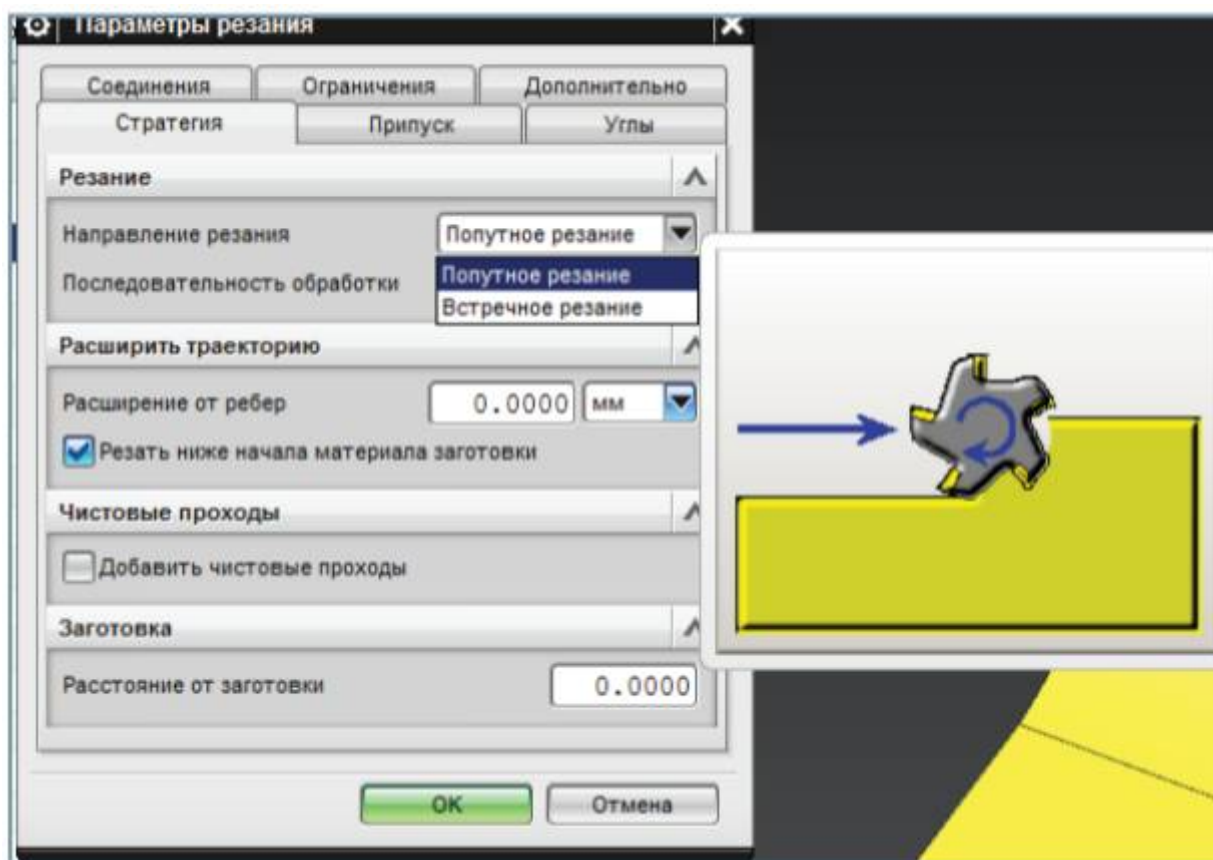 Параметры резания
Соединения Ограничения Дополнительно
Стратегия Припуск Углы
Резание
Направление резания Попутное резание
Попутное резание
Последовательность обработки
Встречное резание
Расширить траекторию
Расширение от ребер 0.0000 мм
Резать ниже начала материала заготовки
Чистовые проходы
Добавить чистовые проходы
Заготовка
Расстояние от заготовки 0.0000
OK Отмена